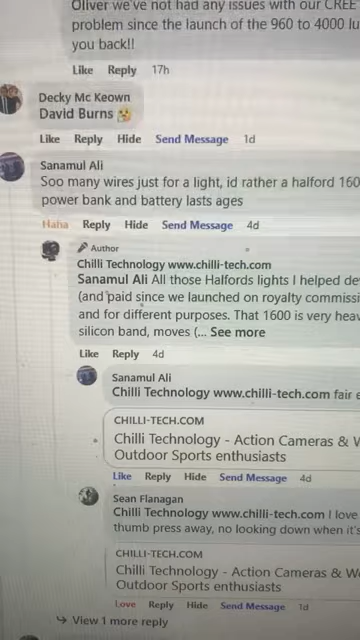 Oliver we've not had any issues with our CREE
problem since the launch of the 960 to 4000 lu
you back!!
Like Reply 17h
Decky Mc Keown
David Burns
Like Reply Hide Send Message 1d
Sanamul Ali
Soo many wires just for a light, id rather a halford 160
power bank and battery lasts ages
Haha Reply Hide Send Message 4d
Author
Chilli Technology www.chilli-tech.com
Sanamul Ali All those Halfords lights I helped de
(and paid since we launched on royalty commissi
and for different purposes. That 1600 is very heav
silicon band, moves (... See more
Like Reply 4d
Sanamul Ali
Chilli Technology www.chilli-tech.com fair e
CHILLI-TECH.COM
Chilli Technology - Action Cameras & W
Outdoor Sports enthusiasts
Like Reply Hide Send Message 4d
Sean Flanagan
Chilli Technology www.chilli-tech.com I love
thumb press away, no looking down when it's
CHILLI-TECH.COM
Chilli Technology - Action Cameras & We
Outdoor Sports enthusiasts
Love Reply Hide Send Message 1d
View 1 more reply